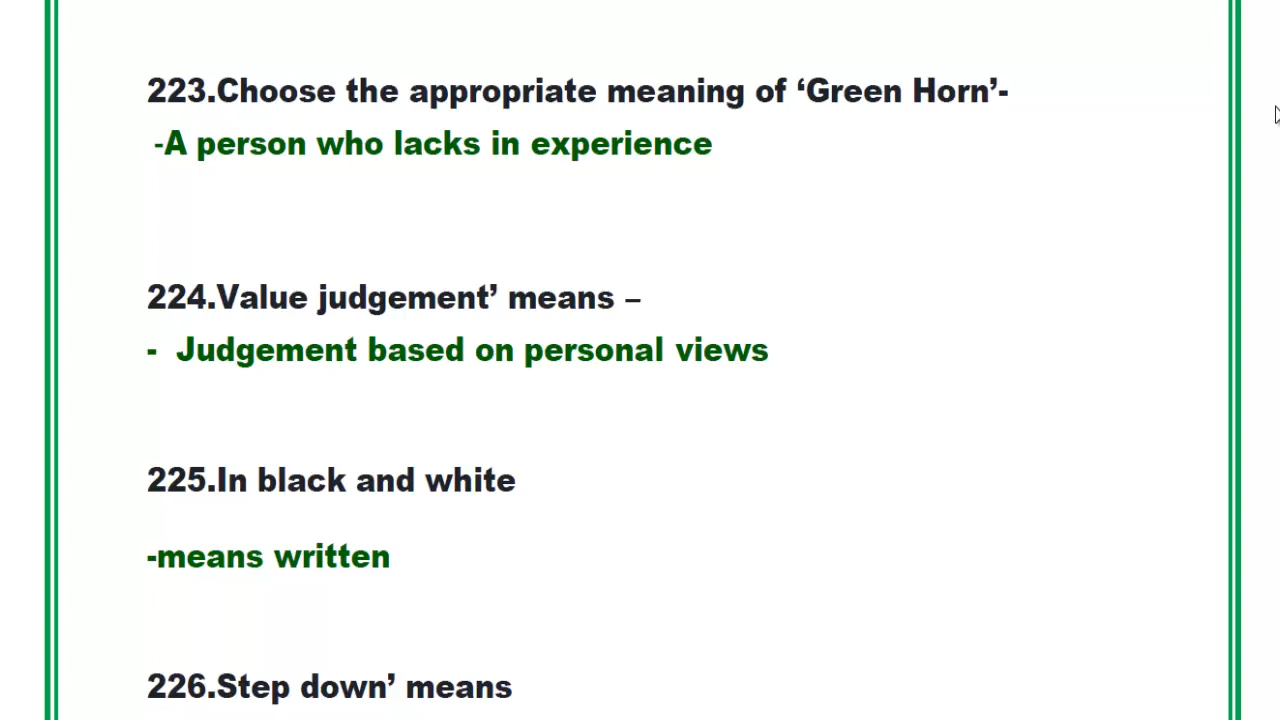 223.Choose the appropriate meaning of ‘Green Horn’-
-A person who lacks in experience
224.Value judgement’ means –
- Judgement based on personal views
225.In black and white
-means written
226.Step down’ means